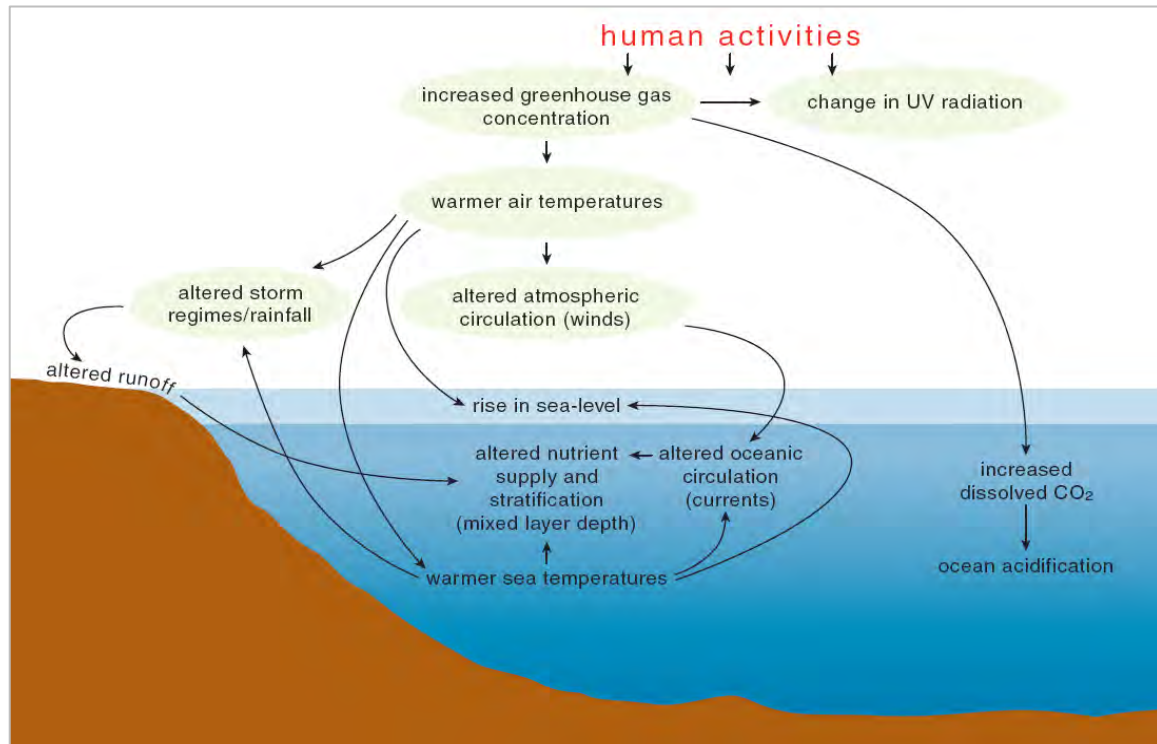 human activities
increased greenhouse gas
concentration
change in UV radiation
warmer air temperatures
altered storm
regimes/rainfall
altered atmospheric
circulation (winds)
altered runoff
rise in sea-level
altered nutrient
supply and
stratification
(mixed layer depth)
altered oceanic
circulation
(currents)
increased
dissolved CO₂
warmer sea temperatures
ocean acidification